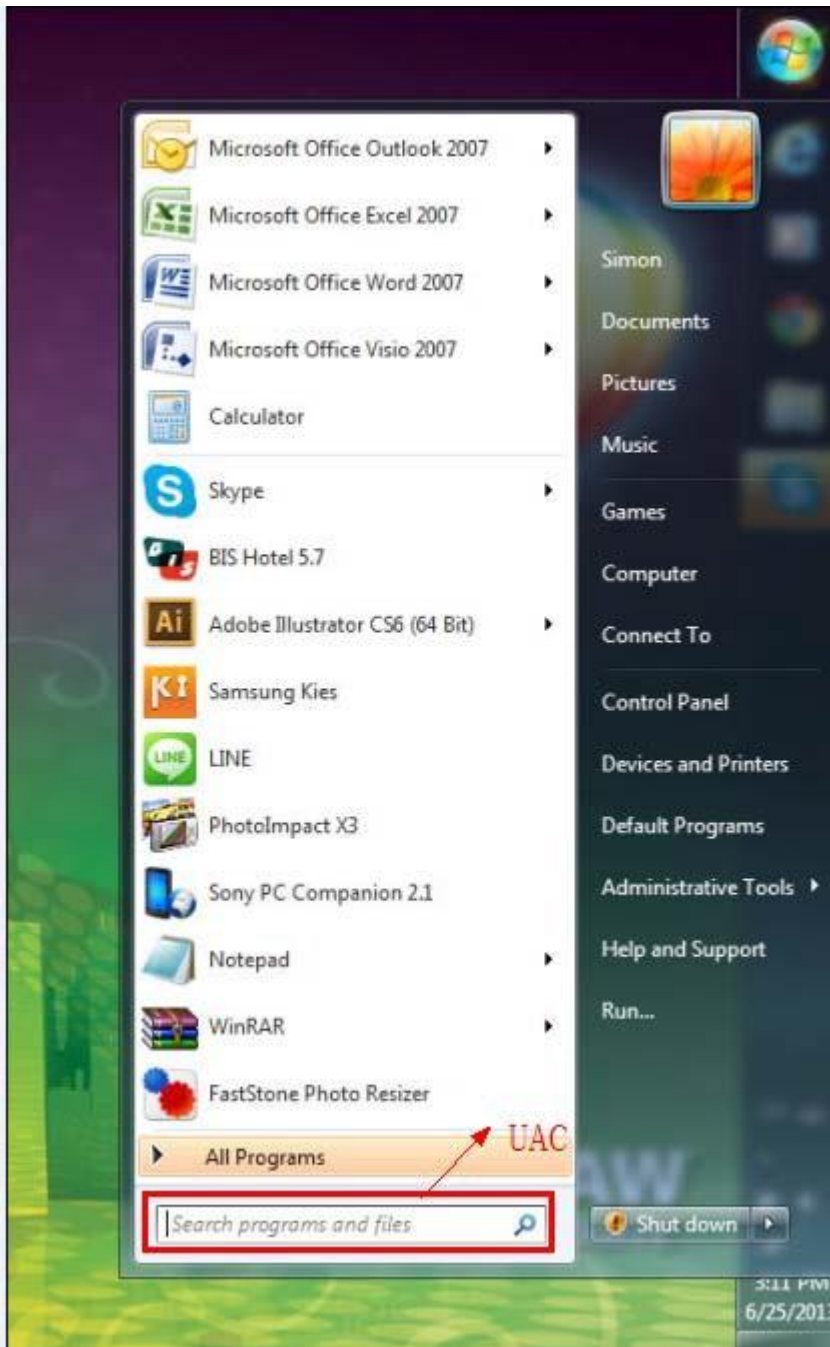 Microsoft Office Outlook 2007
Microsoft Office Excel 2007
Microsoft Office Word 2007
Microsoft Office Visio 2007
Calculator
Skype
BIS Hotel 5.7
Adobe Illustrator CS6 (64 Bit)
Samsung Kies
LINE
PhotoImpact X3
Sony PC Companion 2.1
Notepad
WinRAR
FastStone Photo Resizer
All Programs
UAC
Search programs and files
Simon
Documents
Pictures
Music
Games
Computer
Connect To
Control Panel
Devices and Printers
Default Programs
Administrative Tools
Help and Support
Run...
Shut down
3:11 PM